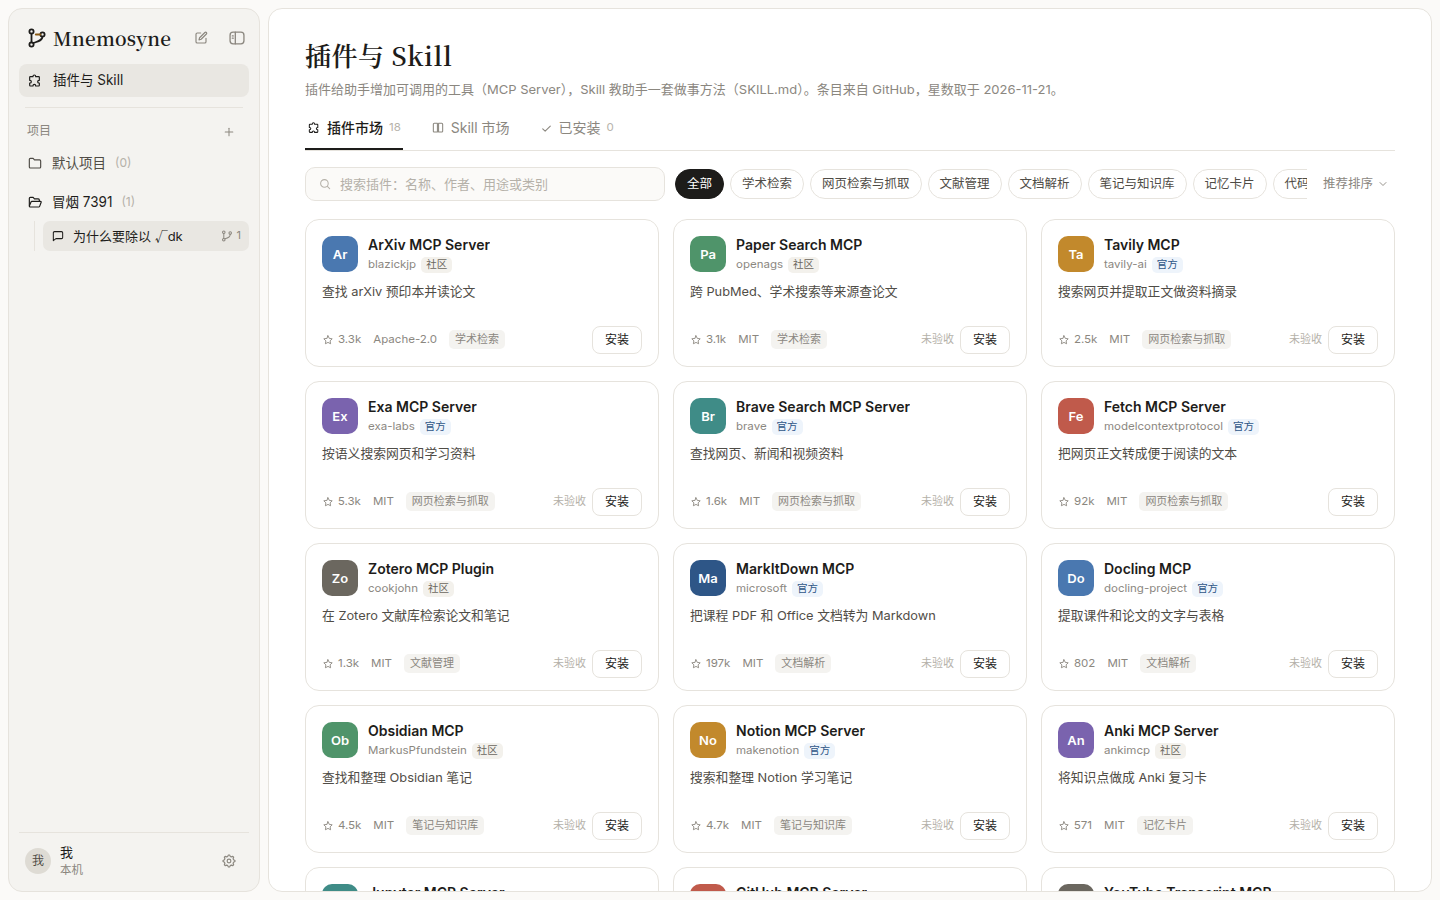 Mnemosyne
插件与 Skill
项目
默认项目 (0)
冒烟 7391 (1)
为什么要除以 √dk 1
我
我
本机
插件与 Skill
插件给助手增加可调用的工具（MCP Server），Skill 教助手一套做事方法（SKILL.md）。条目来自 GitHub，星数取于 2026-11-21。
插件市场 18 Skill 市场 已安装 0
搜索插件：名称、作者、用途或类别
全部 学术检索 网页检索与抓取 文献管理 文档解析 笔记与知识库 记忆卡片 代码 推荐排序
Ar
ArXiv MCP Server
blazickjp 社区
查找 arXiv 预印本并读论文
3.3k Apache-2.0 学术检索 安装
Pa
Paper Search MCP
openags 社区
跨 PubMed、学术搜索等来源查论文
3.1k MIT 学术检索 未验收 安装
Ta
Tavily MCP
tavily-ai 官方
搜索网页并提取正文做资料摘录
2.5k MIT 网页检索与抓取 未验收 安装
Ex
Exa MCP Server
exa-labs 官方
按语义搜索网页和学习资料
5.3k MIT 网页检索与抓取 未验收 安装
Br
Brave Search MCP Server
brave 官方
查找网页、新闻和视频资料
1.6k MIT 网页检索与抓取 未验收 安装
Fe
Fetch MCP Server
modelcontextprotocol 官方
把网页正文转成便于阅读的文本
92k MIT 网页检索与抓取 安装
Zo
Zotero MCP Plugin
cookjohn 社区
在 Zotero 文献库检索论文和笔记
1.3k MIT 文献管理 未验收 安装
Ma
MarkItDown MCP
microsoft 官方
把课程 PDF 和 Office 文档转为 Markdown
197k MIT 文档解析 未验收 安装
Do
Docling MCP
docling-project 官方
提取课件和论文的文字与表格
802 MIT 文档解析 未验收 安装
Ob
Obsidian MCP
MarkusPfundstein 社区
查找和整理 Obsidian 笔记
4.5k MIT 笔记与知识库 未验收 安装
No
Notion MCP Server
makenotion 官方
搜索和整理 Notion 学习笔记
4.7k MIT 笔记与知识库 未验收 安装
An
Anki MCP Server
ankimcp 社区
将知识点做成 Anki 复习卡
571 MIT 记忆卡片 未验收 安装
Jupyter MCP Server
GitHub MCP Server
YouTube Transcript MCP